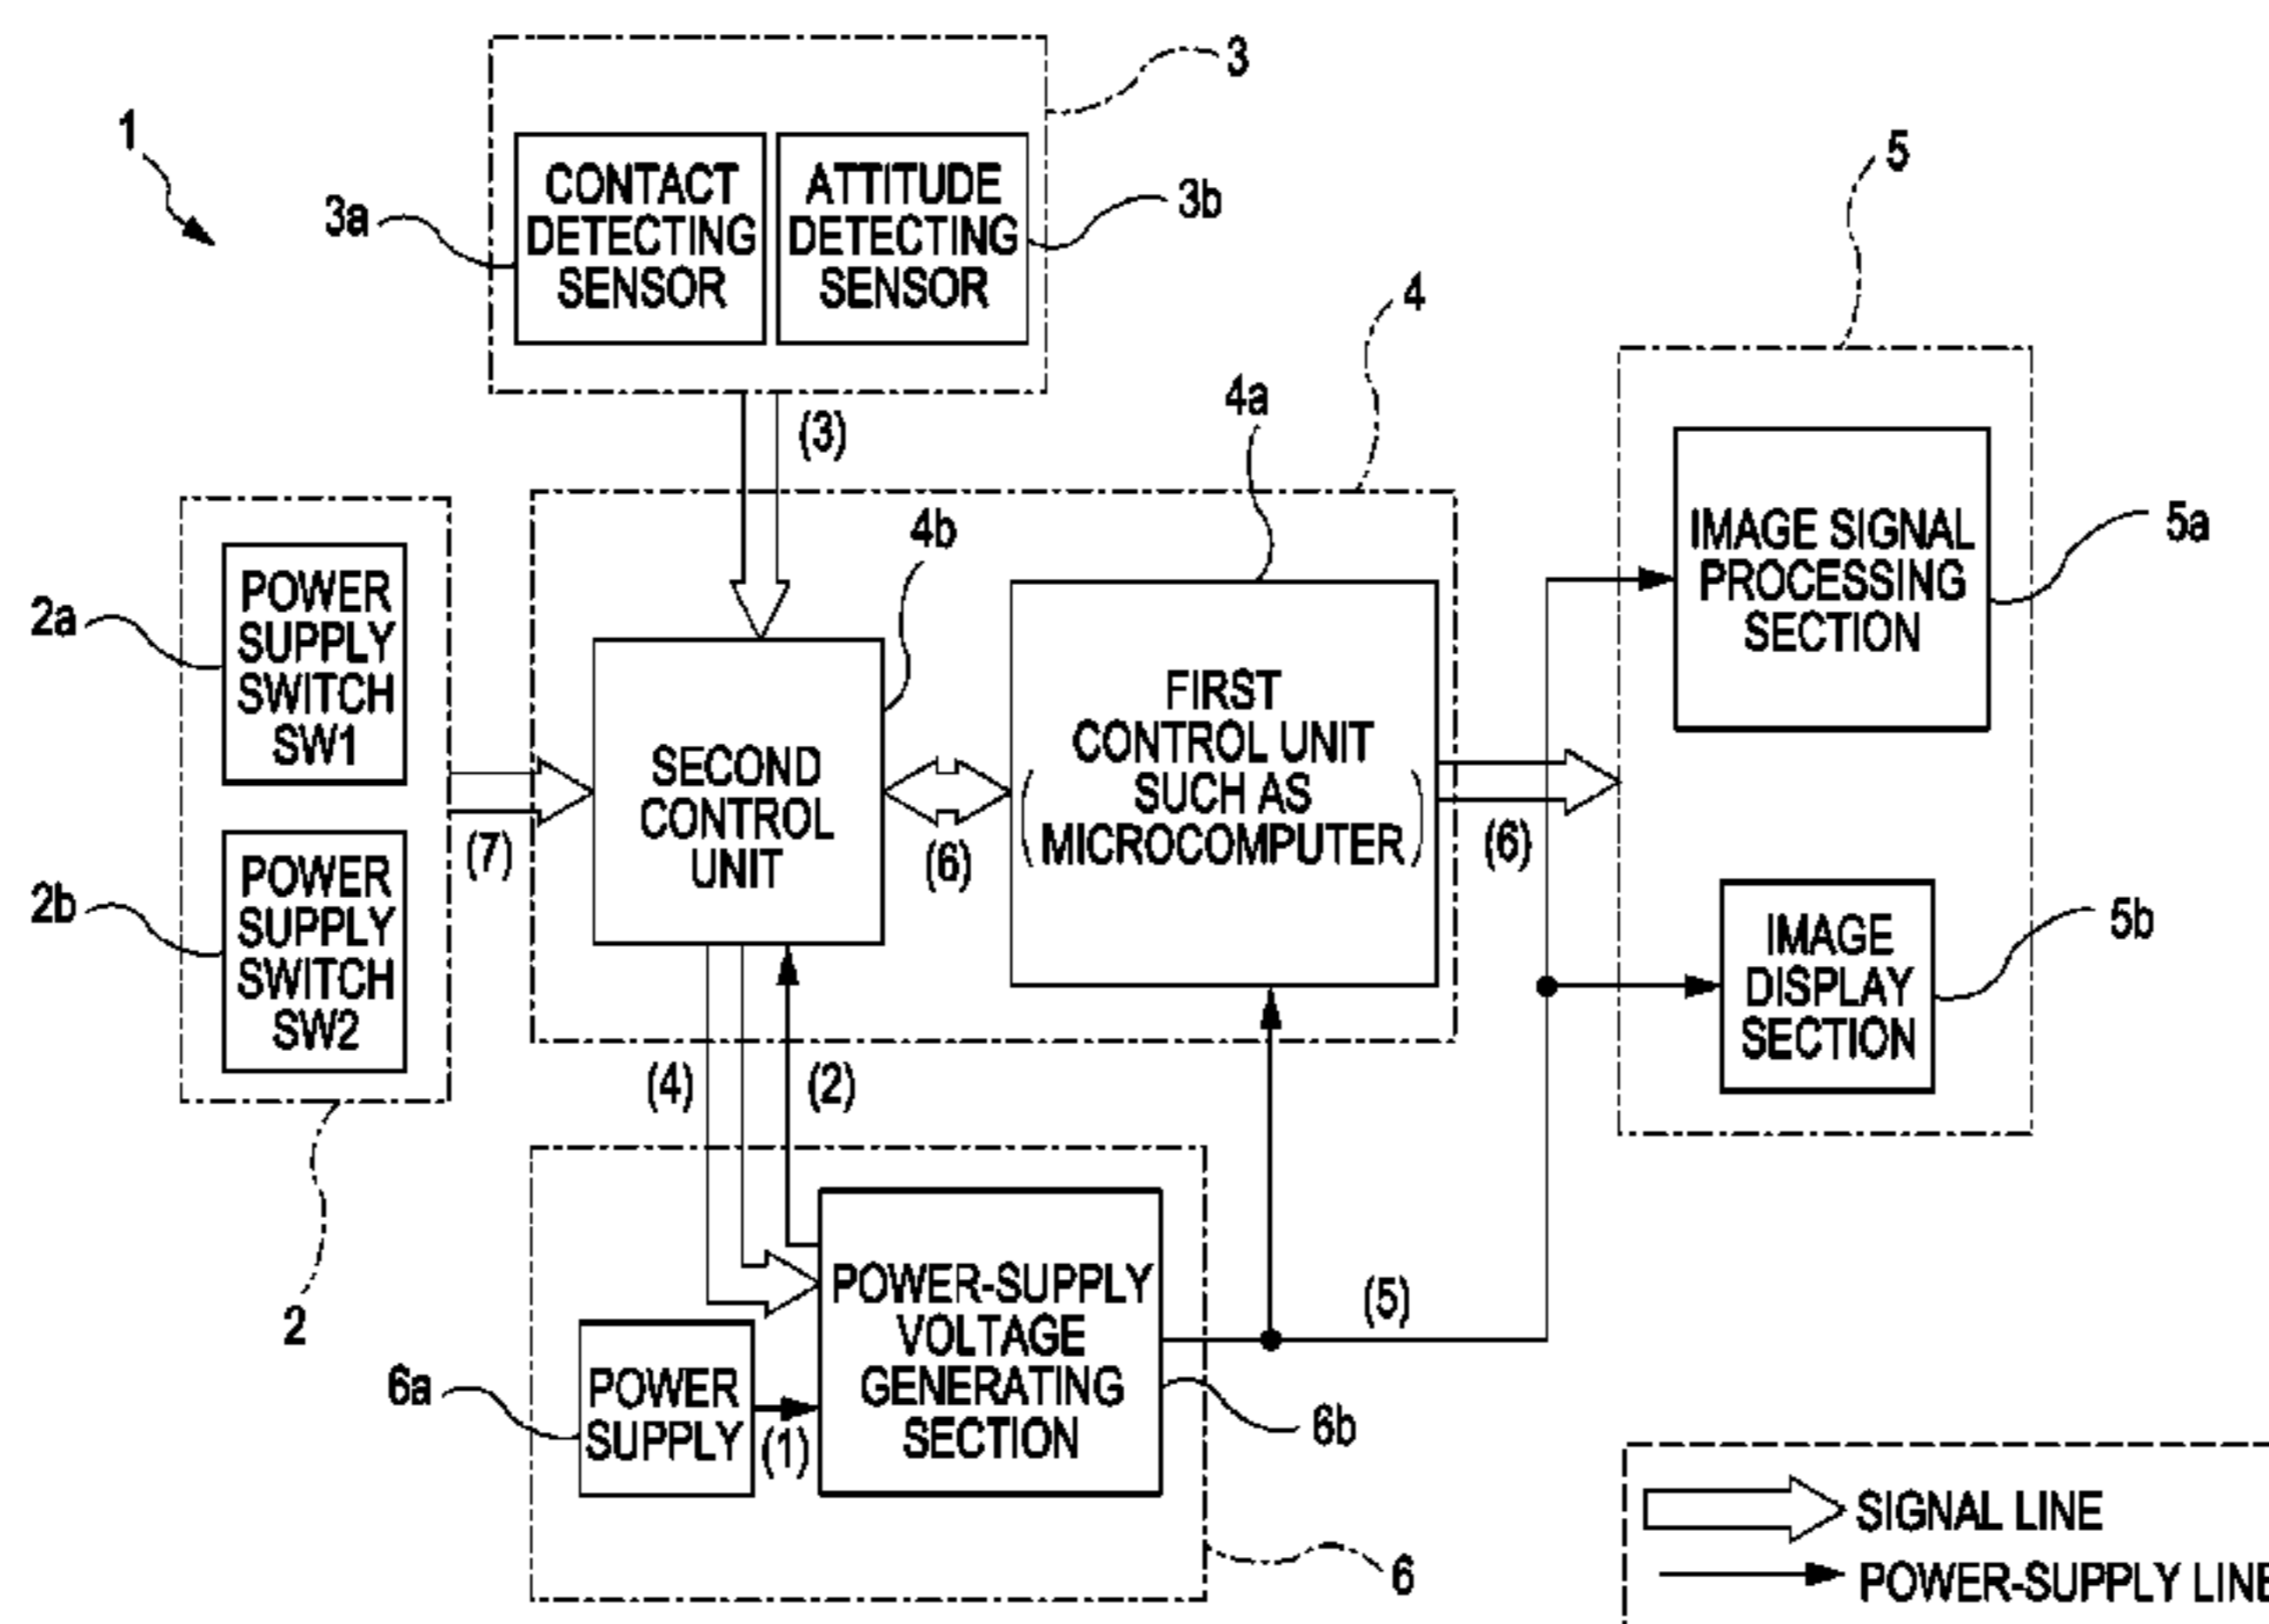 1
3
CONTACT
DETECTING
SENSOR
ATTITUDE
DETECTING
SENSOR
3a
3b
(3)
4
4a
4b
5
IMAGE SIGNAL
PROCESSING
SECTION
5a
IMAGE
DISPLAY
SECTION
5b
2a
POWER
SUPPLY
SWITCH
SW1
2b
POWER
SUPPLY
SWITCH
SW2
2
(7)
SECOND
CONTROL
UNIT
(6)
FIRST
CONTROL UNIT
(SUCH AS
MICROCOMPUTER)
(6)
(4)
(2)
6a
POWER
SUPPLY
(1)
POWER-SUPPLY
VOLTAGE
GENERATING
SECTION
6b
(5)
6
SIGNAL LINE
POWER-SUPPLY LINE